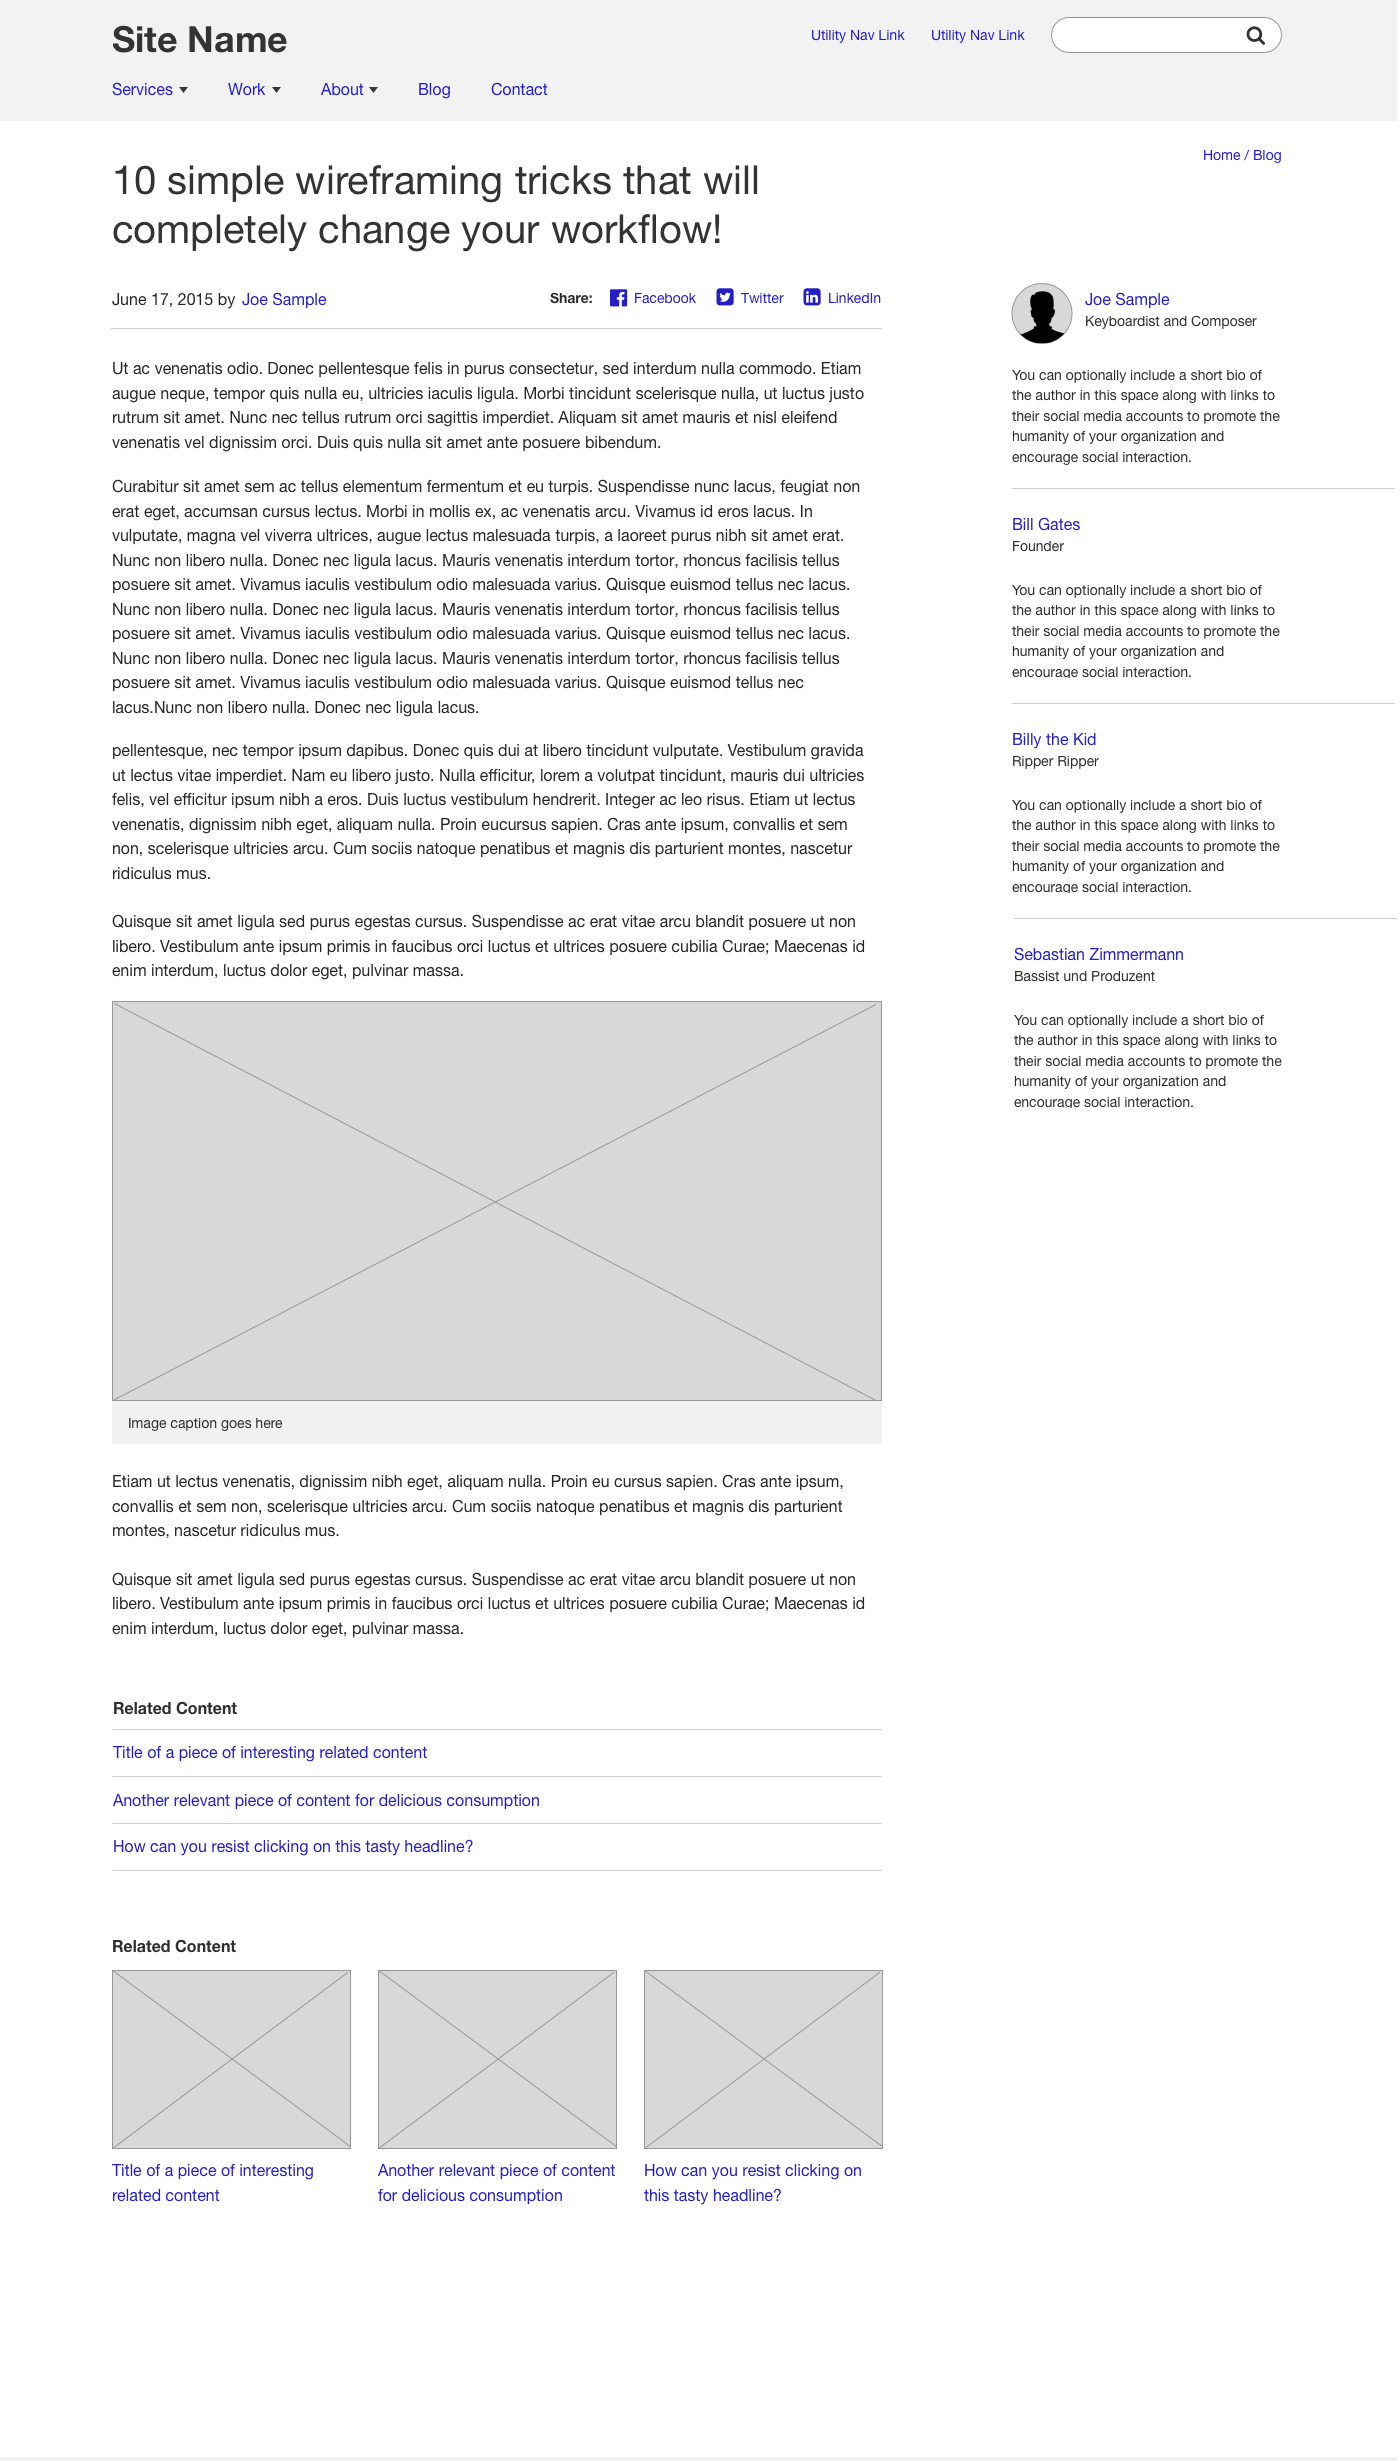 Site Name
Utility Nav Link
Utility Nav Link
Services
Work
About
Blog
Contact
Home / Blog
10 simple wireframing tricks that will
completely change your workflow!
June 17, 2015 by Joe Sample
Share:
Facebook
Twitter
LinkedIn
Ut ac venenatis odio. Donec pellentesque felis in purus consectetur, sed interdum nulla commodo. Etiam
augue neque, tempor quis nulla eu, ultricies iaculis ligula. Morbi tincidunt scelerisque nulla, ut luctus justo
rutrum sit amet. Nunc nec tellus rutrum orci sagittis imperdiet. Aliquam sit amet mauris et nisl eleifend
venenatis vel dignissim orci. Duis quis nulla sit amet ante posuere bibendum.
Curabitur sit amet sem ac tellus elementum fermentum et eu turpis. Suspendisse nunc lacus, feugiat non
erat eget, accumsan cursus lectus. Morbi in mollis ex, ac venenatis arcu. Vivamus id eros lacus. In
vulputate, magna vel viverra ultrices, augue lectus malesuada turpis, a laoreet purus nibh sit amet erat.
Nunc non libero nulla. Donec nec ligula lacus. Mauris venenatis interdum tortor, rhoncus facilisis tellus
posuere sit amet. Vivamus iaculis vestibulum odio malesuada varius. Quisque euismod tellus nec lacus.
Nunc non libero nulla. Donec nec ligula lacus. Mauris venenatis interdum tortor, rhoncus facilisis tellus
posuere sit amet. Vivamus iaculis vestibulum odio malesuada varius. Quisque euismod tellus nec lacus.
Nunc non libero nulla. Donec nec ligula lacus. Mauris venenatis interdum tortor, rhoncus facilisis tellus
posuere sit amet. Vivamus iaculis vestibulum odio malesuada varius. Quisque euismod tellus nec
lacus.Nunc non libero nulla. Donec nec ligula lacus.
pellentesque, nec tempor ipsum dapibus. Donec quis dui at libero tincidunt vulputate. Vestibulum gravida
ut lectus vitae imperdiet. Nam eu libero justo. Nulla efficitur, lorem a volutpat tincidunt, mauris dui ultricies
felis, vel efficitur ipsum nibh a eros. Duis luctus vestibulum hendrerit. Integer ac leo risus. Etiam ut lectus
venenatis, dignissim nibh eget, aliquam nulla. Proin eucursus sapien. Cras ante ipsum, convallis et sem
non, scelerisque ultricies arcu. Cum sociis natoque penatibus et magnis dis parturient montes, nascetur
ridiculus mus.
Quisque sit amet ligula sed purus egestas cursus. Suspendisse ac erat vitae arcu blandit posuere ut non
libero. Vestibulum ante ipsum primis in faucibus orci luctus et ultrices posuere cubilia Curae; Maecenas id
enim interdum, luctus dolor eget, pulvinar massa.
Image caption goes here
Etiam ut lectus venenatis, dignissim nibh eget, aliquam nulla. Proin eu cursus sapien. Cras ante ipsum,
convallis et sem non, scelerisque ultricies arcu. Cum sociis natoque penatibus et magnis dis parturient
montes, nascetur ridiculus mus.
Quisque sit amet ligula sed purus egestas cursus. Suspendisse ac erat vitae arcu blandit posuere ut non
libero. Vestibulum ante ipsum primis in faucibus orci luctus et ultrices posuere cubilia Curae; Maecenas id
enim interdum, luctus dolor eget, pulvinar massa.
Related Content
Title of a piece of interesting related content
Another relevant piece of content for delicious consumption
How can you resist clicking on this tasty headline?
Related Content
Title of a piece of interesting
related content
Another relevant piece of content
for delicious consumption
How can you resist clicking on
this tasty headline?
Joe Sample
Keyboardist and Composer
You can optionally include a short bio of
the author in this space along with links to
their social media accounts to promote the
humanity of your organization and
encourage social interaction.
Bill Gates
Founder
You can optionally include a short bio of
the author in this space along with links to
their social media accounts to promote the
humanity of your organization and
encourage social interaction.
Billy the Kid
Ripper Ripper
You can optionally include a short bio of
the author in this space along with links to
their social media accounts to promote the
humanity of your organization and
encourage social interaction.
Sebastian Zimmermann
Bassist und Produzent
You can optionally include a short bio of
the author in this space along with links to
their social media accounts to promote the
humanity of your organization and
encourage social interaction.